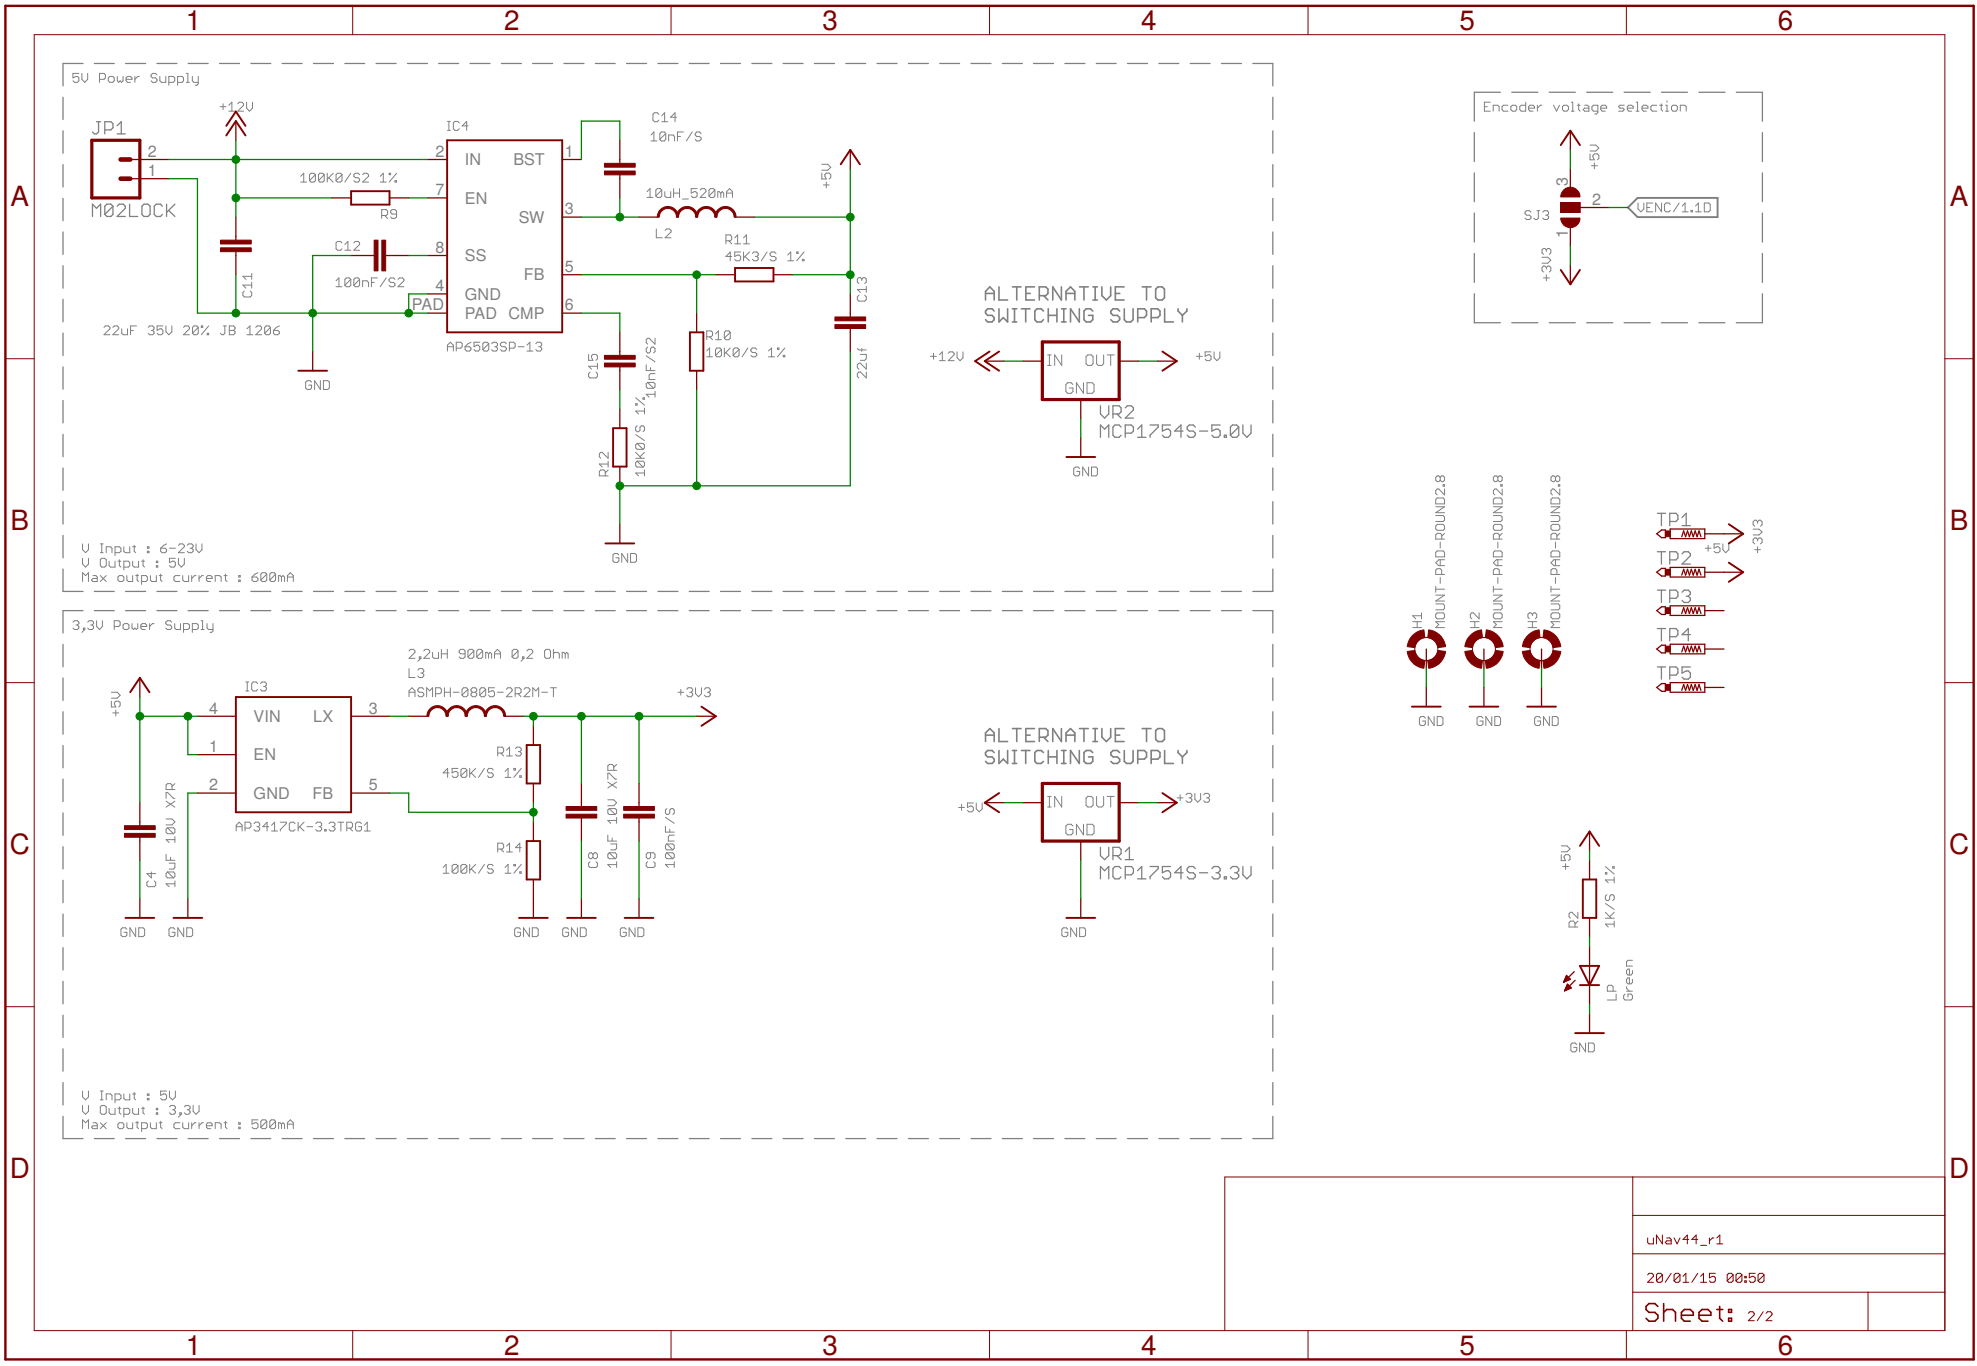 1 2 3 4 5 6
A
B
C
D
A
B
C
D
1 2 3 4 5 6
5V Power Supply
+12V
JP1
2
1
M02LOCK
100K0/S2 1%
R9
C12
100nF/S2
C11
22uF 35V 20% JB 1206
GND
IC4
2 IN BST 1
7 EN
SW 3
8 SS
FB 5
4 GND
PAD PAD CMP 6
AP6503SP-13
C14
10nF/S
10uH_520mA
L2
+5V
R11
45K3/S 1%
C13
22uf
R10
10K0/S 1%
C15
10nF/S2
R12
10K0/S 1%
GND
ALTERNATIVE TO
SWITCHING SUPPLY
+12V IN OUT +5V
GND
VR2
MCP1754S-5.0V
GND
V Input : 6-23V
V Output : 5V
Max output current : 600mA
3,3V Power Supply
2,2uH 900mA 0,2 Ohm
L3
ASMPH-0805-2R2M-T
+5V
IC3
4 VIN LX 3
1 EN
2 GND FB 5
AP3417CK-3.3TRG1
+3V3
R13
450K/S 1%
R14
100K/S 1%
C4
10uF 10V X7R
C8
10uF 10V X7R
C9
100nF/S
GND GND GND GND GND
ALTERNATIVE TO
SWITCHING SUPPLY
+5V IN OUT +3V3
GND
VR1
MCP1754S-3.3V
GND
V Input : 5V
V Output : 3,3V
Max output current : 500mA
Encoder voltage selection
+5V
3
SJ3 2 VENC/1.1D
1
+3V3
H1
MOUNT-PAD-ROUND2.8
H2
MOUNT-PAD-ROUND2.8
H3
MOUNT-PAD-ROUND2.8
GND GND GND
TP1
+3V3
+5V
TP2
TP3
TP4
TP5
+5V
R2
1K/S 1%
LP
Green
GND
uNav44_r1
20/01/15 00:50
Sheet: 2/2